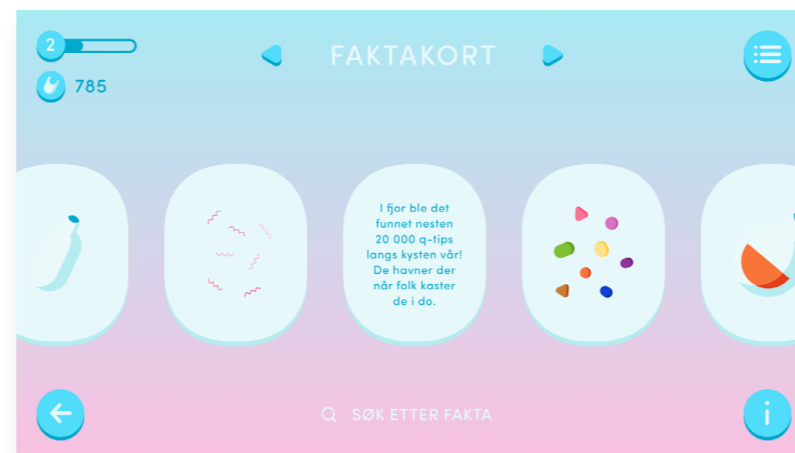 2
FAKTAKORT
785
I fjor ble det
funnet nesten
20 000 q-tips
langs kysten vår!
De havner der
når folk kaster
de i do.
SØK ETTER FAKTA
i